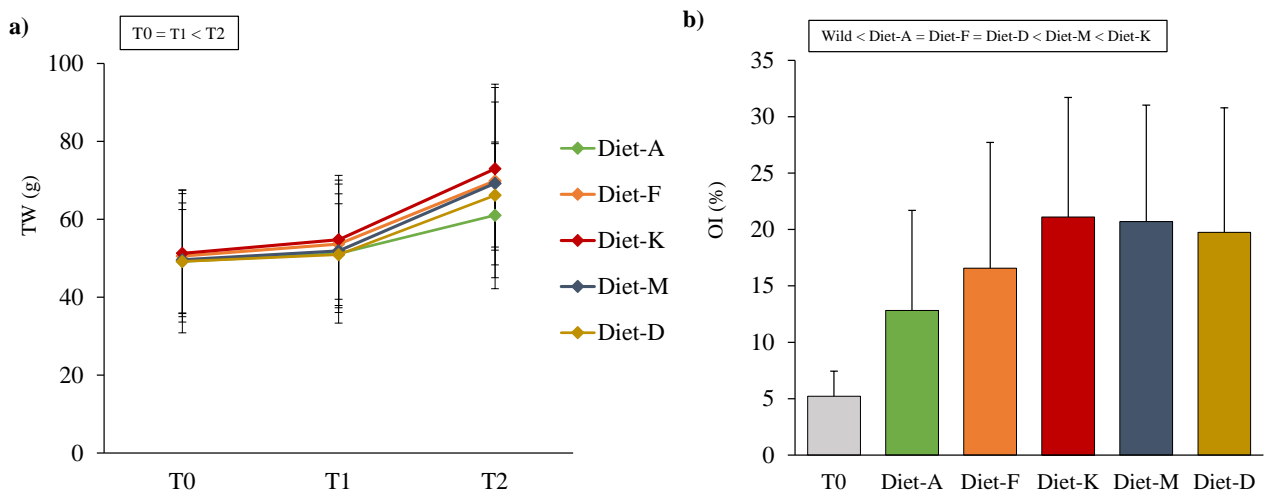 a)
T0 = T1 < T2
TW (g)
100
80
60
40
20
0
T0
T1
T2
Diet-A
Diet-F
Diet-K
Diet-M
Diet-D
b)
Wild < Diet-A = Diet-F = Diet-D < Diet-M < Diet-K
OI (%)
35
30
25
20
15
10
5
0
T0
Diet-A
Diet-F
Diet-K
Diet-M
Diet-D